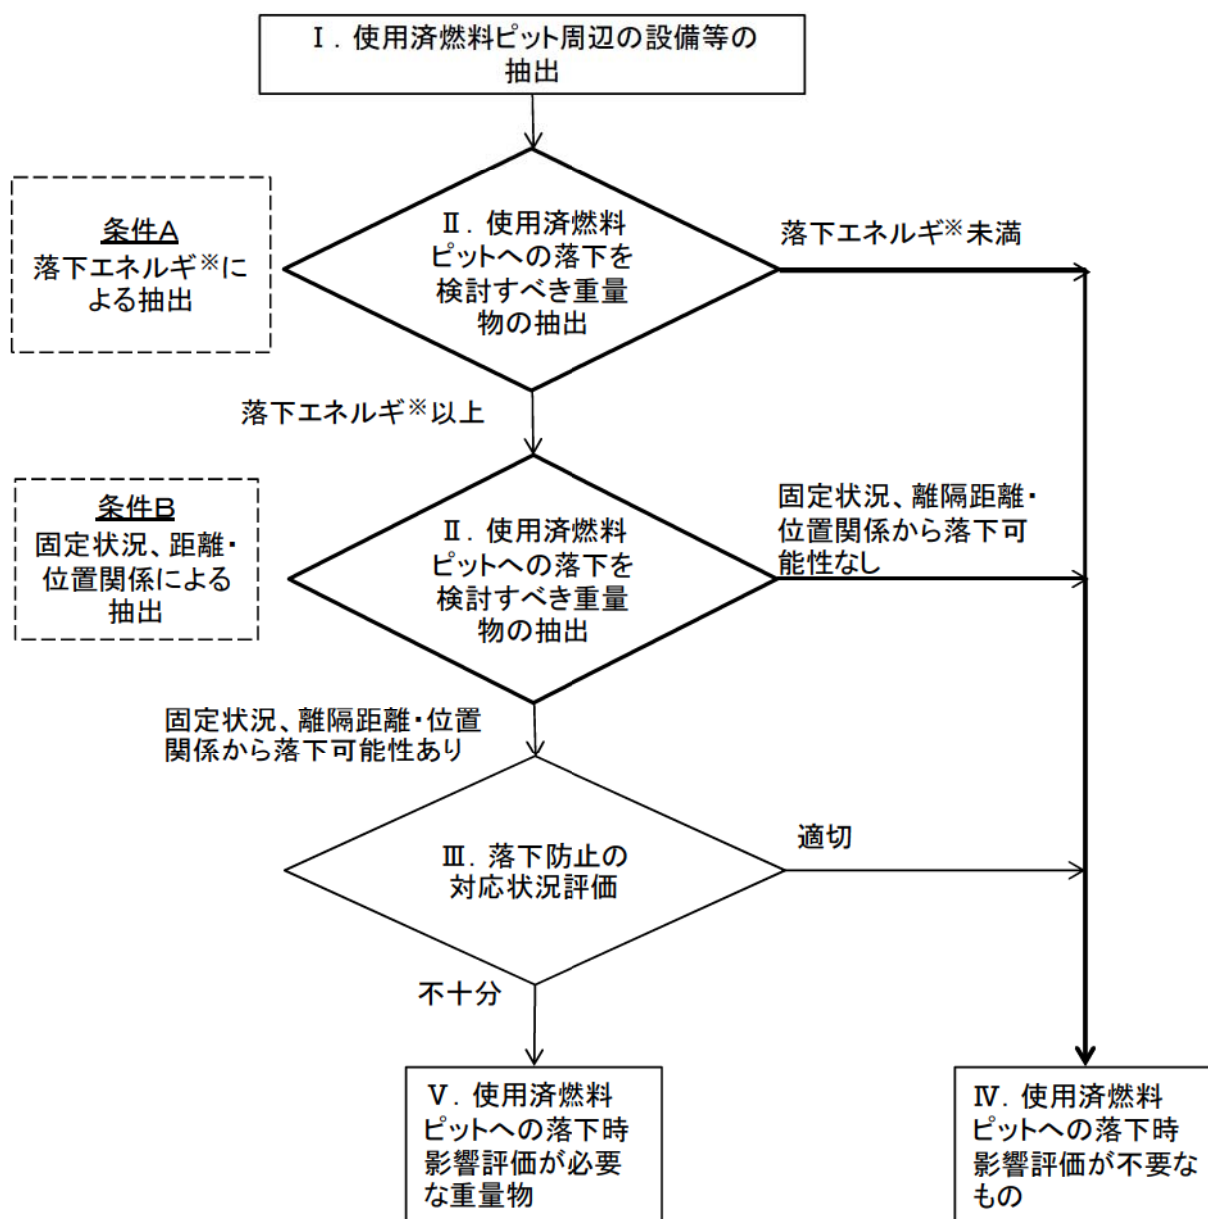 Ⅰ. 使用済燃料ピット周辺の設備等の
抽出
条件A
落下エネルギ※に
よる抽出
Ⅱ. 使用済燃料
ピットへの落下を
検討すべき重量
物の抽出
落下エネルギ※未満
落下エネルギ※以上
条件B
固定状況、距離・
位置関係による
抽出
Ⅱ. 使用済燃料
ピットへの落下を
検討すべき重量
物の抽出
固定状況、離隔距離・
位置関係から落下可
能性なし
固定状況、離隔距離・位置
関係から落下可能性あり
Ⅲ. 落下防止の
対応状況評価
適切
不十分
Ⅴ. 使用済燃料
ピットへの落下時
影響評価が必要
な重量物
Ⅳ. 使用済燃料
ピットへの落下時
影響評価が不要な
もの